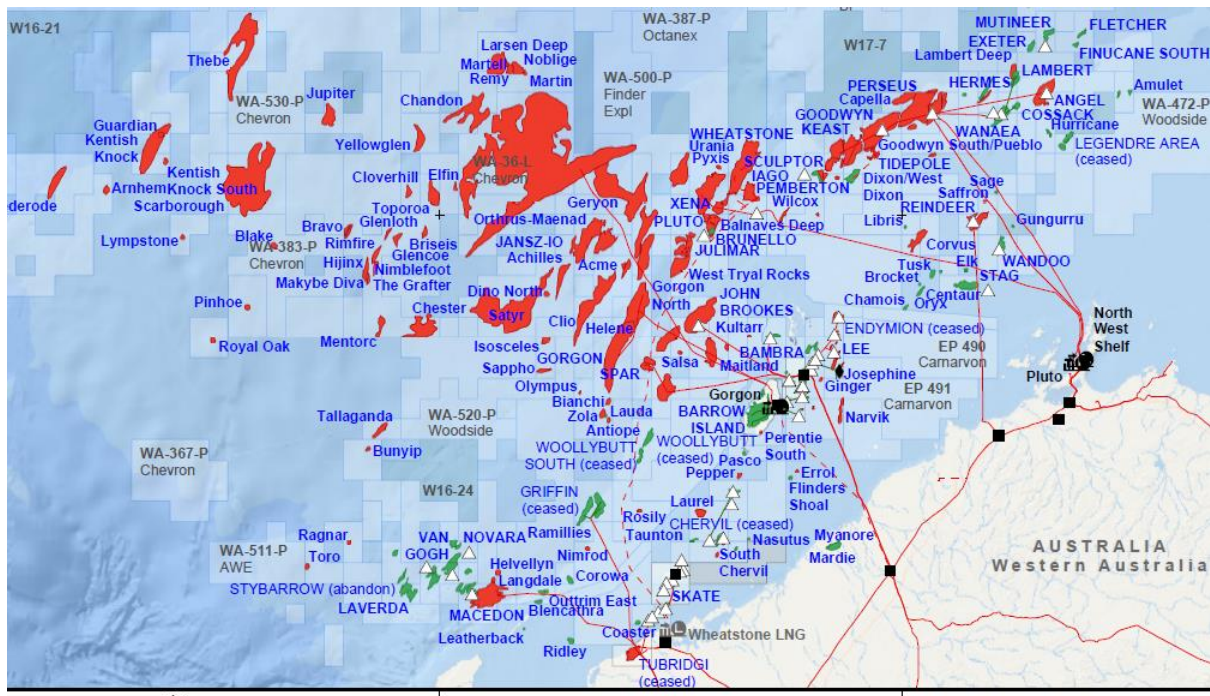 W16-21
WA-387-P
Octanex
MUTINEER
FLETCHER
EXETER
FINUCANE SOUTH
W17-7
Lambert Deep
Larsen Deep
Noblige
Martell
Remy
Martin
Thebe
WA-530-P
Chevron
Jupiter
Chandon
WA-500-P
Finder
Expl
PERSEUS
Capella
HERMES
LAMBERT
Amulet
ANGEL
COSSACK
WA-472-P
Woodside
GOODWYN
KEAST
WANAEA
Hurricane
Goodwyn
South/Pueblo
LEGENDRE AREA
(ceased)
Guardian
Kentish
Knock
Yellowglen
WA-36-L
Chevron
WHEATSTONE
Urania
Pyxis
SCULPTOR
IAGO
TIDEPOLE
Dixon/West
Dixon
PEMBERTON
Wilcox
Sage
Saffron
Kentish
Knock South
Arnhem
Scarborough
ederode
Cloverhill
Elfin
Toporoa
Geryon
XENA
Orthrus-Maenad
PLUTO
Balnaves Deep
Libris
REINDEER
Gungurru
Lympstone
Blake
Bravo
Glenloth
Rimfire
Briseis
JANSZ-IO
BRUNELLO
JULIMAR
WA-383-P
Chevron
Hijinx
Glencoe
Nimblefoot
Achilles
Acme
Corvus
Elk
WANDOO
Makybe Diva
The Grafter
West Tryal Rocks
Tusk
Brocket
STAG
Pinhoe
Chester
Dino North
Satyr
Gorgon
North
JOHN
BROOKES
Chamois
Oryx
Centaur
Royal Oak
Mentorc
Clio
Helene
Kultarr
ENDYMION (ceased)
North
West
Shelf
Isosceles
GORGON
Sappho
SPAR
Salsa
BAMBRA
Maitland
LEE
EP 490
Carnarvon
Josephine
Ginger
Pluto
Olympus
Bianchi
Zola
Lauda
Antiope
Gorgon
BARROW
ISLAND
EP 491
Carnarvon
Narvik
Tallaganda
WA-520-P
Woodside
Bunyip
WOOLLYBUTT
SOUTH (ceased)
WOOLLYBUTT
(ceased)
Perentie
South
Pasco
Pepper
Errol
Flinders
Shoal
WA-367-P
Chevron
W16-24
GRIFFIN
(ceased)
Laurel
Rosily
CHERVIL (ceased)
Taunton
Nasutus
Myanore
Mardie
South
Chervil
Ragnar
Toro
WA-511-P
AWE
VAN
GOGH
NOVARA
Ramillies
Nimrod
Helvellyn
Langdale
Corowa
STYBARROW (abandon)
LAVERDA
MACEDON
Outtrim East
Blencathra
SKATE
Leatherback
Coaster
Wheatstone LNG
Ridley
TUBRIDGI
(ceased)
AUSTRALIA
Western Australia